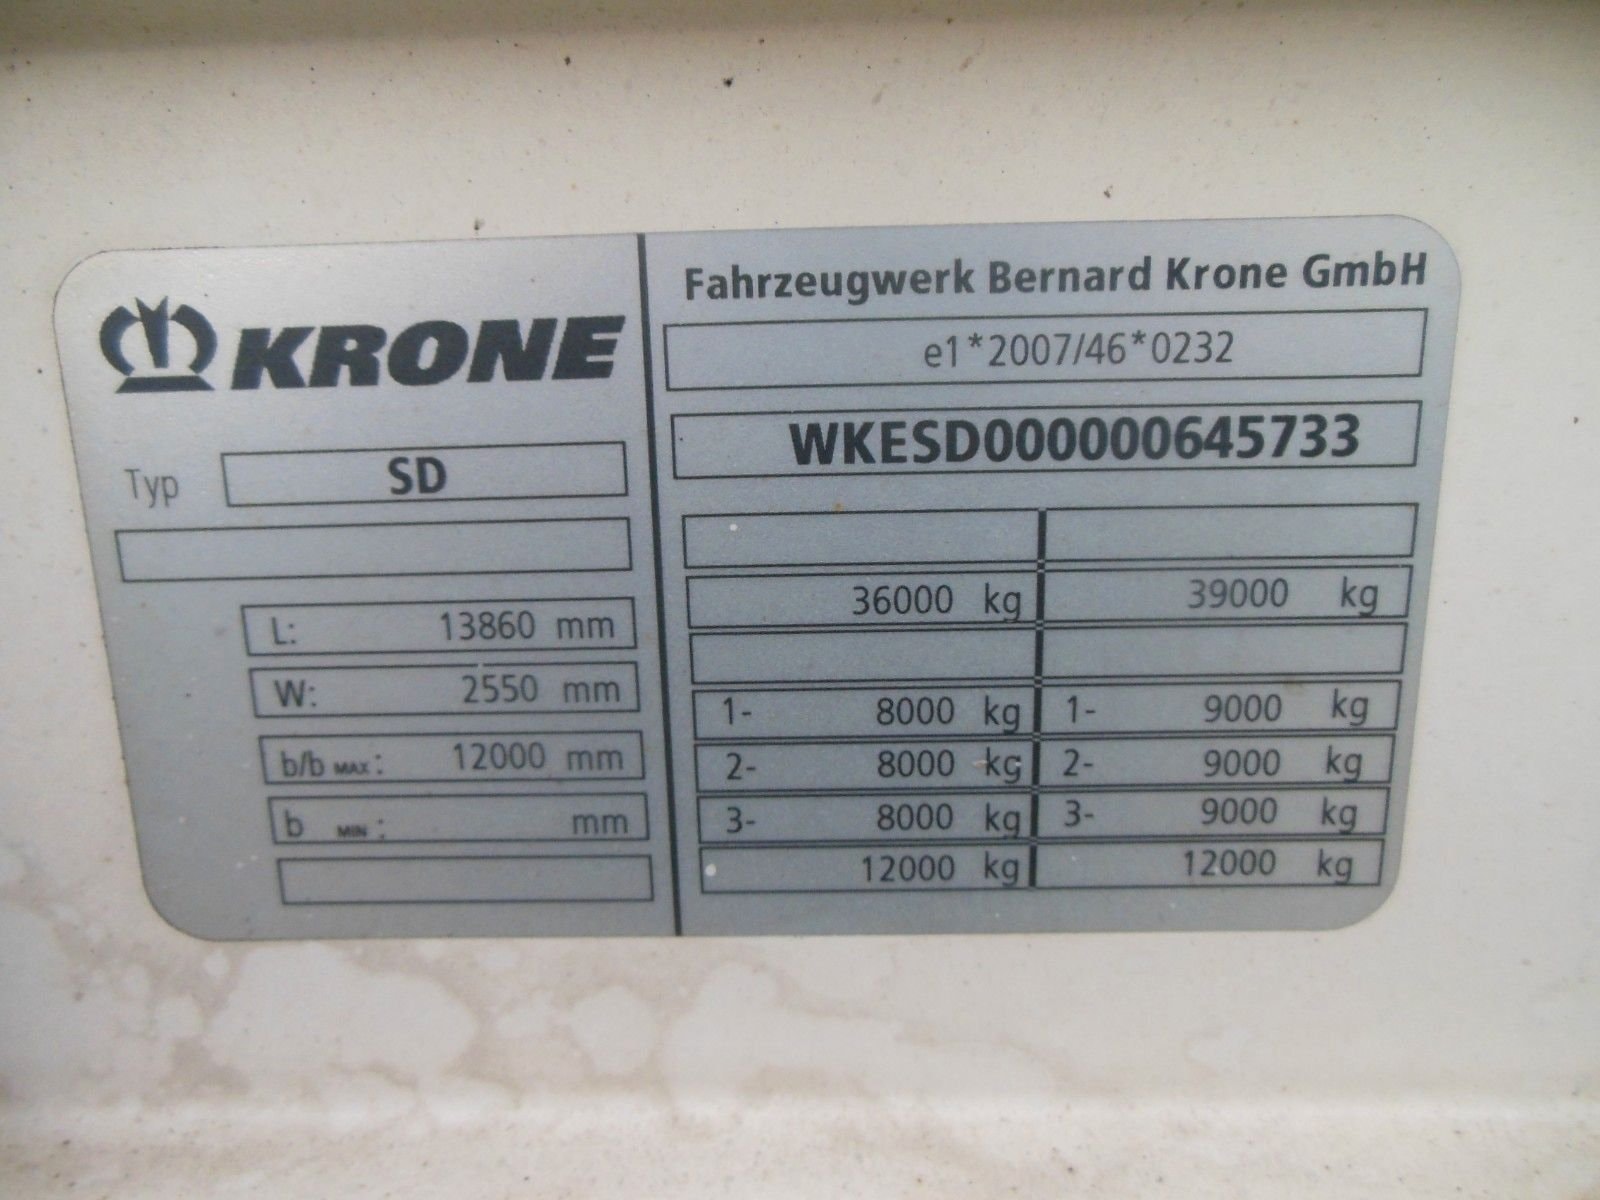 KRONE
Typ SD
L: 13860 mm
W: 2550 mm
b/b MAX: 12000 mm
b MIN: mm
Fahrzeugwerk Bernard Krone GmbH
e1*2007/46*0232
WKESD000000645733
36000 kg 39000 kg
1- 8000 kg 1- 9000 kg
2- 8000 kg 2- 9000 kg
3- 8000 kg 3- 9000 kg
12000 kg 12000 kg